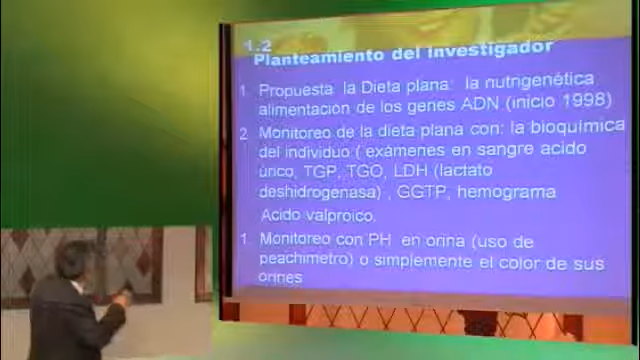 1.2
Planteamiento del investigador
1. Propuesta la Dieta plana: la nutrigenética
alimentación de los genes ADN (inicio 1998)
2 Monitoreo de la dieta plana con: la bioquímica
del individuo ( exámenes en sangre acido
úrico, TGP, TGO, LDH (lactato
deshidrogenasa) , GGTP, hemograma
Acido valproico.
1. Monitoreo con PH en orina (uso de
peachimetro) o simplemente el color de sus
orines